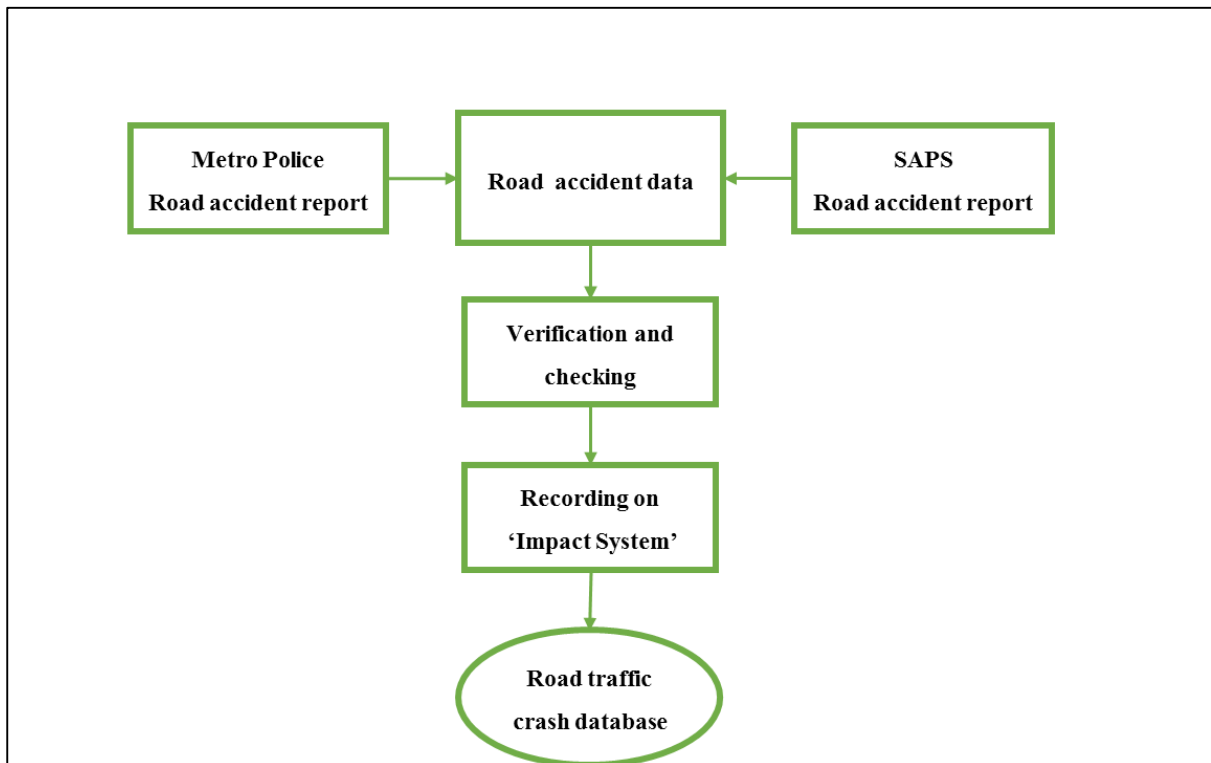 Metro Police
Road accident report
Road accident data
SAPS
Road accident report
Verification and
checking
Recording on
‘Impact System’
Road traffic
crash database